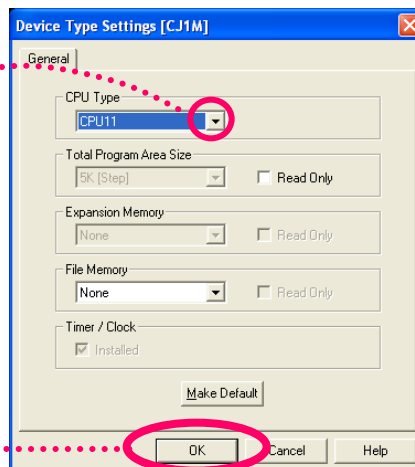 Device Type Settings [CJ1M]
General
CPU Type
CPU11
Total Program Area Size
5K [Step]
Read Only
Expansion Memory
None
Read Only
File Memory
None
Read Only
Timer / Clock
Installed
Make Default
OK
Cancel
Help